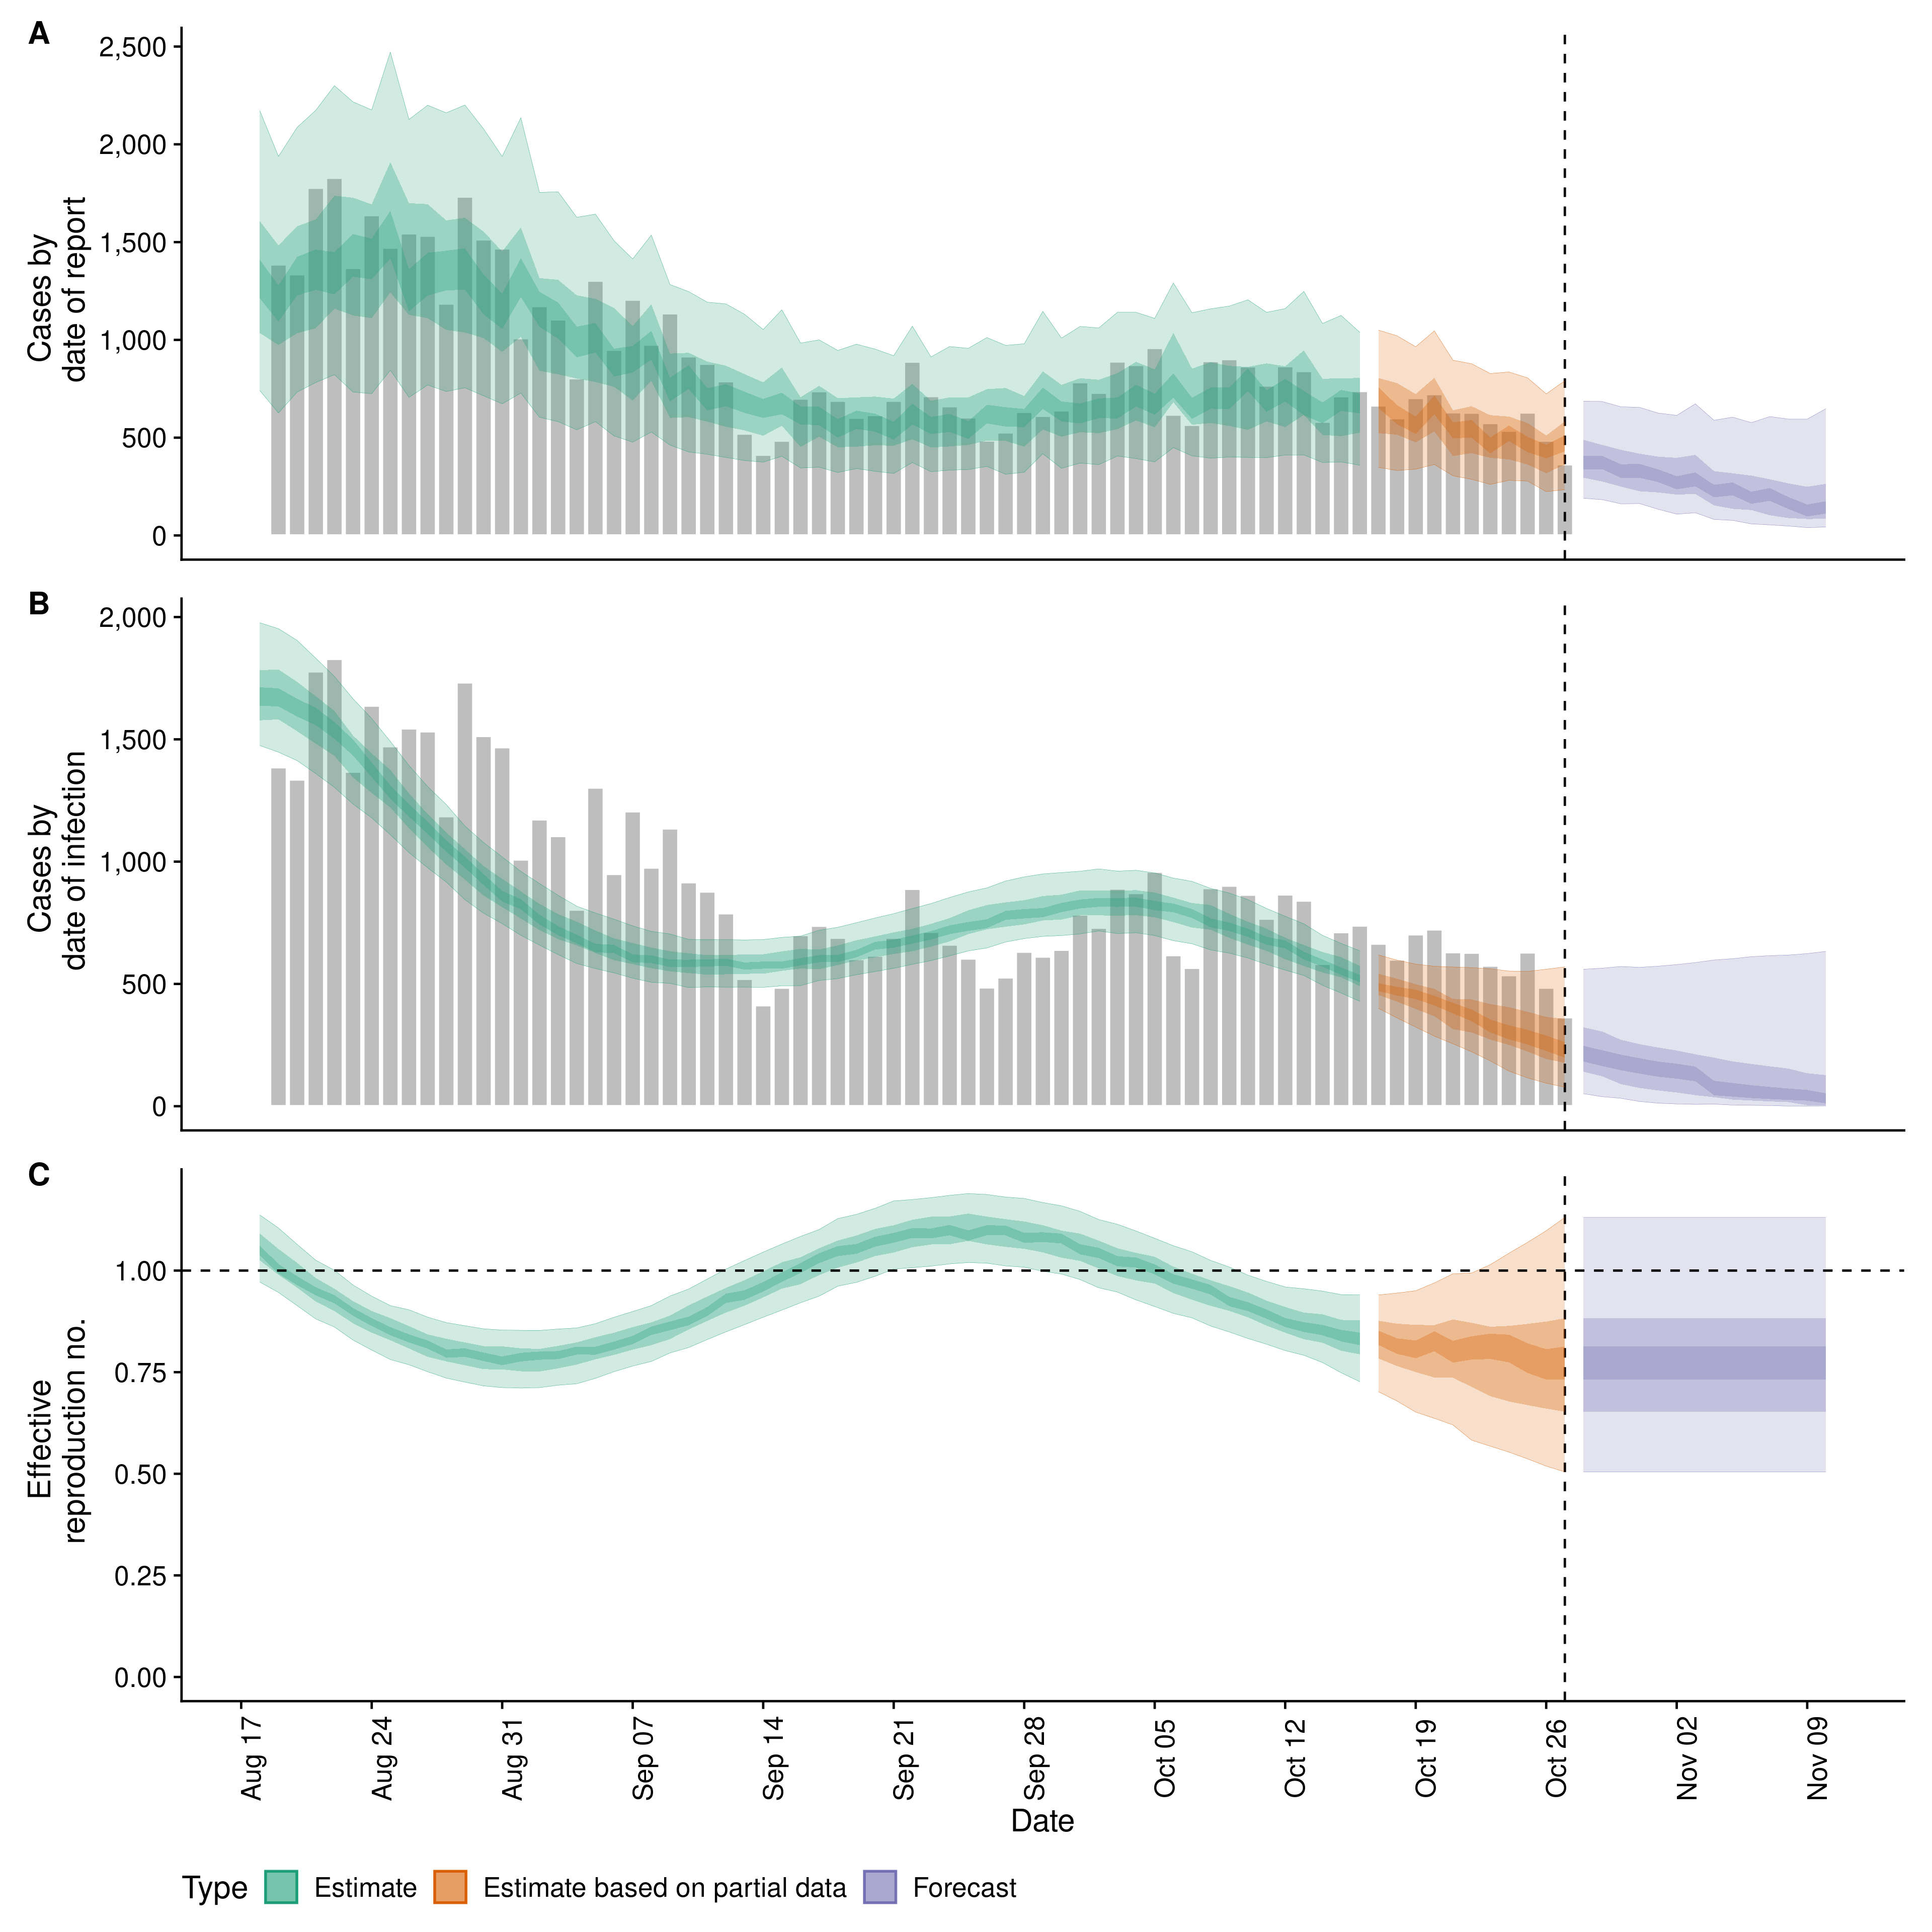 A
2,500
2,000
1,500
1,000
500
0
Cases by
date of report
B
2,000
1,500
1,000
500
0
Cases by
date of infection
C
1.00
0.75
0.50
0.25
0.00
Effective
reproduction no.
Aug 17
Aug 24
Aug 31
Sep 07
Sep 14
Sep 21
Sep 28
Oct 05
Oct 12
Oct 19
Oct 26
Nov 02
Nov 09
Date
Type Estimate Estimate based on partial data Forecast